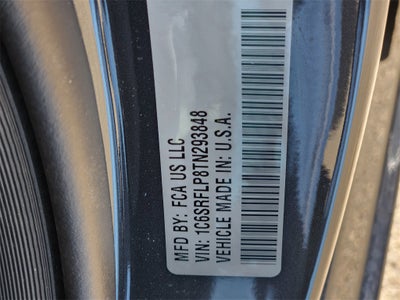 MFD BY: FCA US LLC
VIN: 1C6SRFLP8TN293848
VEHICLE MADE IN: U.S.A.